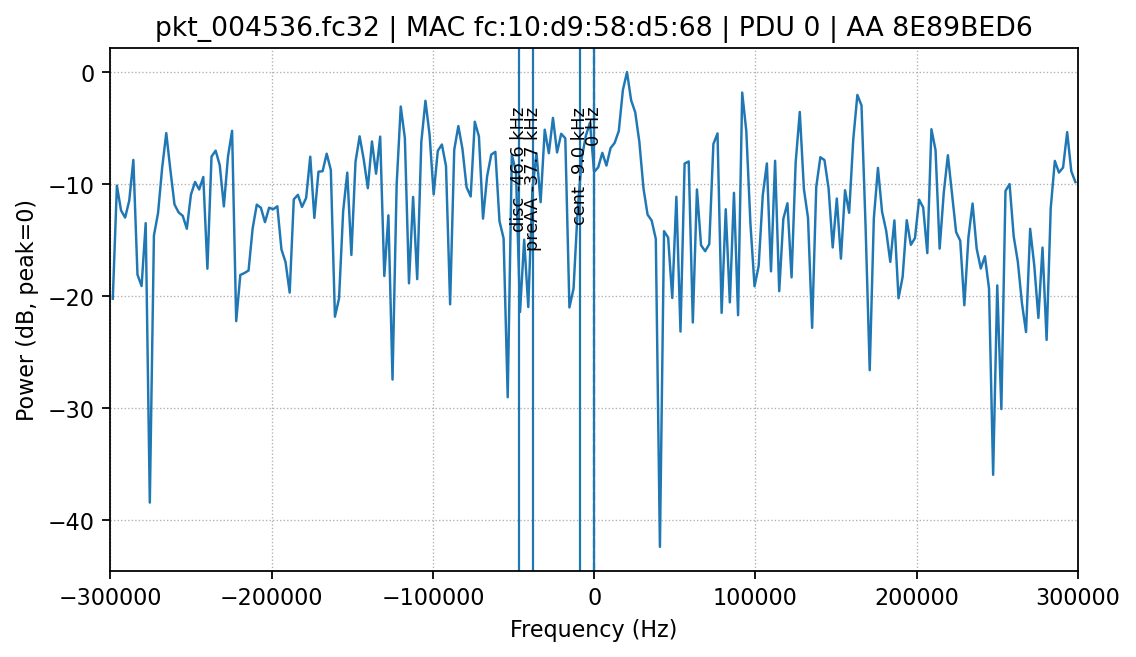 pkt_004536.fc32 | MAC fc:10:d9:58:d5:68 | PDU 0 | AA 8E89BED6
Power (dB, peak=0)
0
−10
−20
−30
−40
disc -46.6 kHz
preAA -37.7 kHz
cent -9.0 kHz
0 Hz
−300000
−200000
−100000
0
100000
200000
300000
Frequency (Hz)